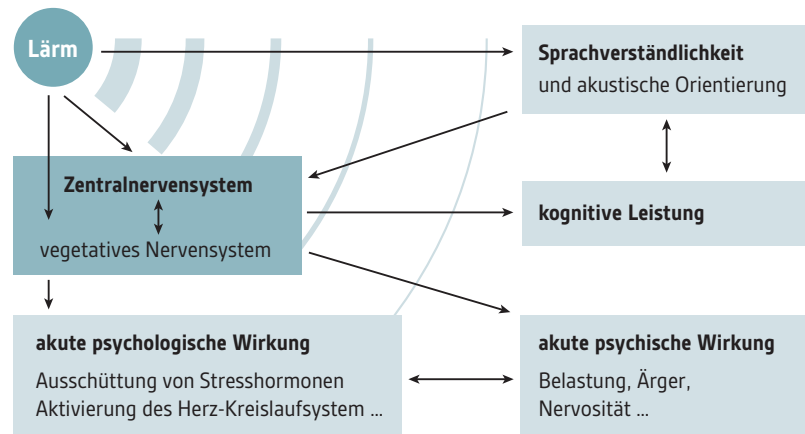 Lärm
Sprachverständlichkeit
und akustische Orientierung
Zentralnervensystem
vegetatives Nervensystem
kognitive Leistung
akute psychologische Wirkung
Ausschüttung von Stresshormonen
Aktivierung des Herz-Kreislaufsystem ...
akute psychische Wirkung
Belastung, Ärger,
Nervosität ...